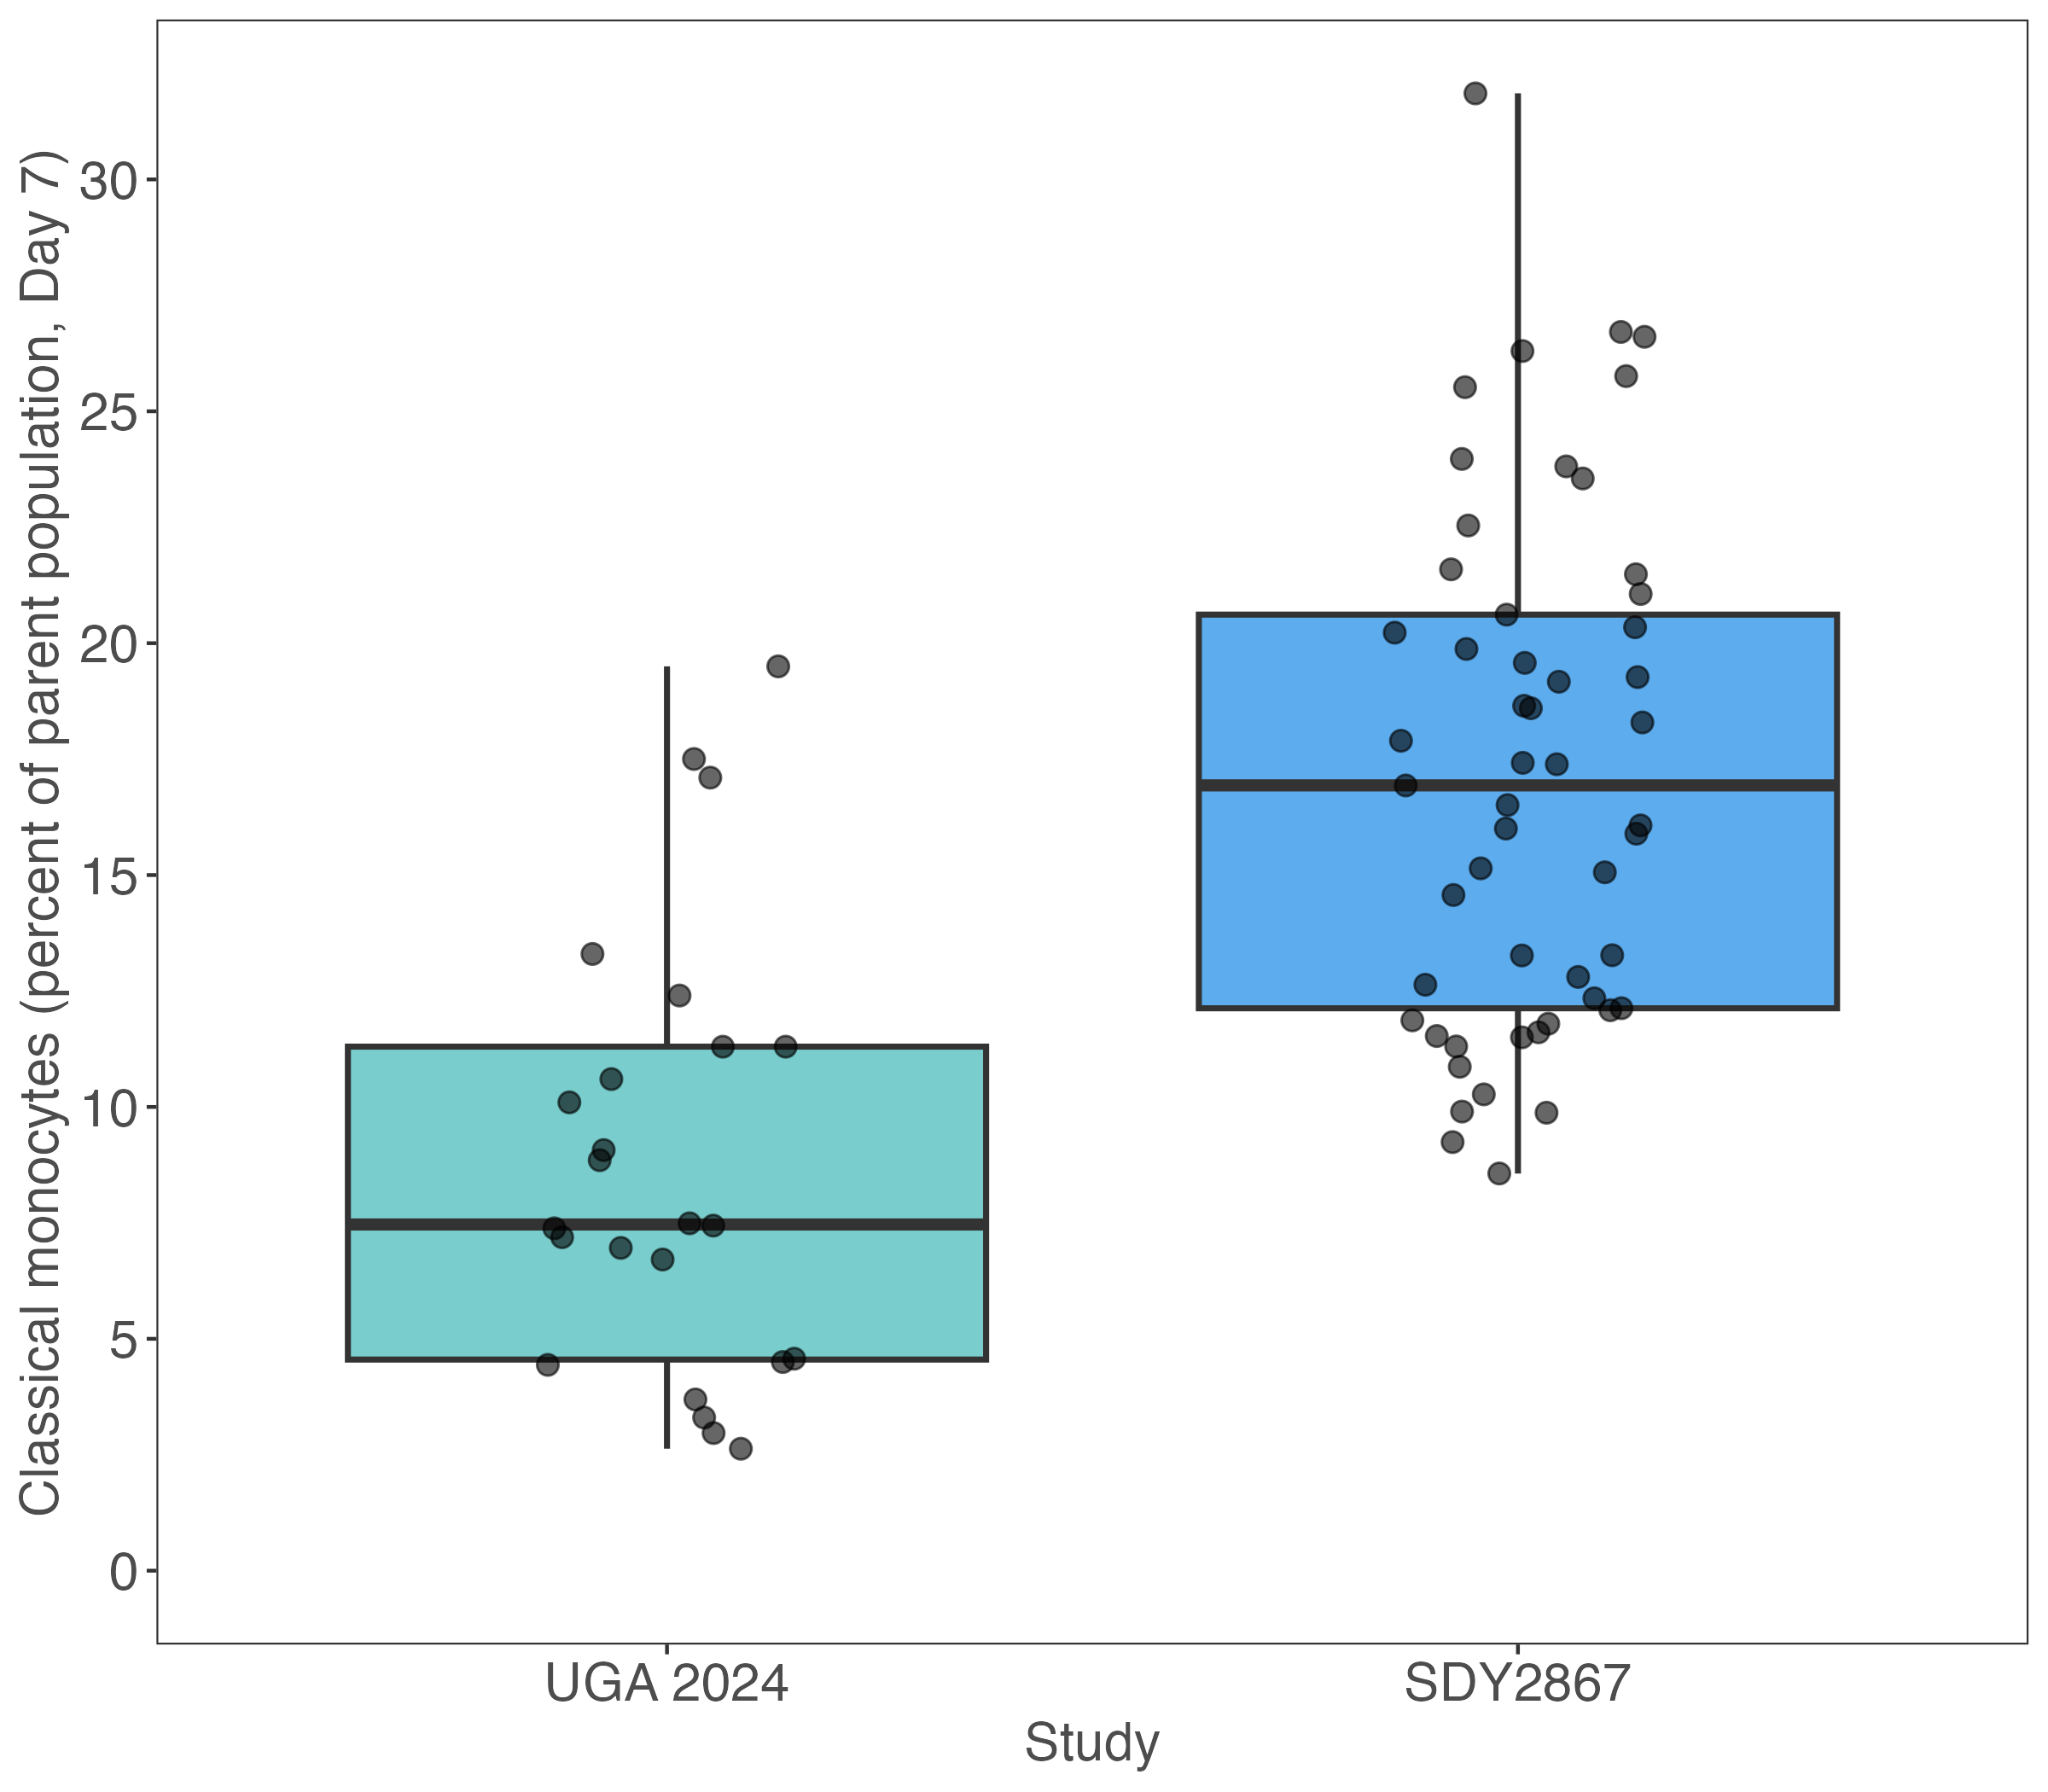 Classical monocytes (percent of parent population, Day 7)
30
25
20
15
10
5
0
UGA 2024
SDY2867
Study